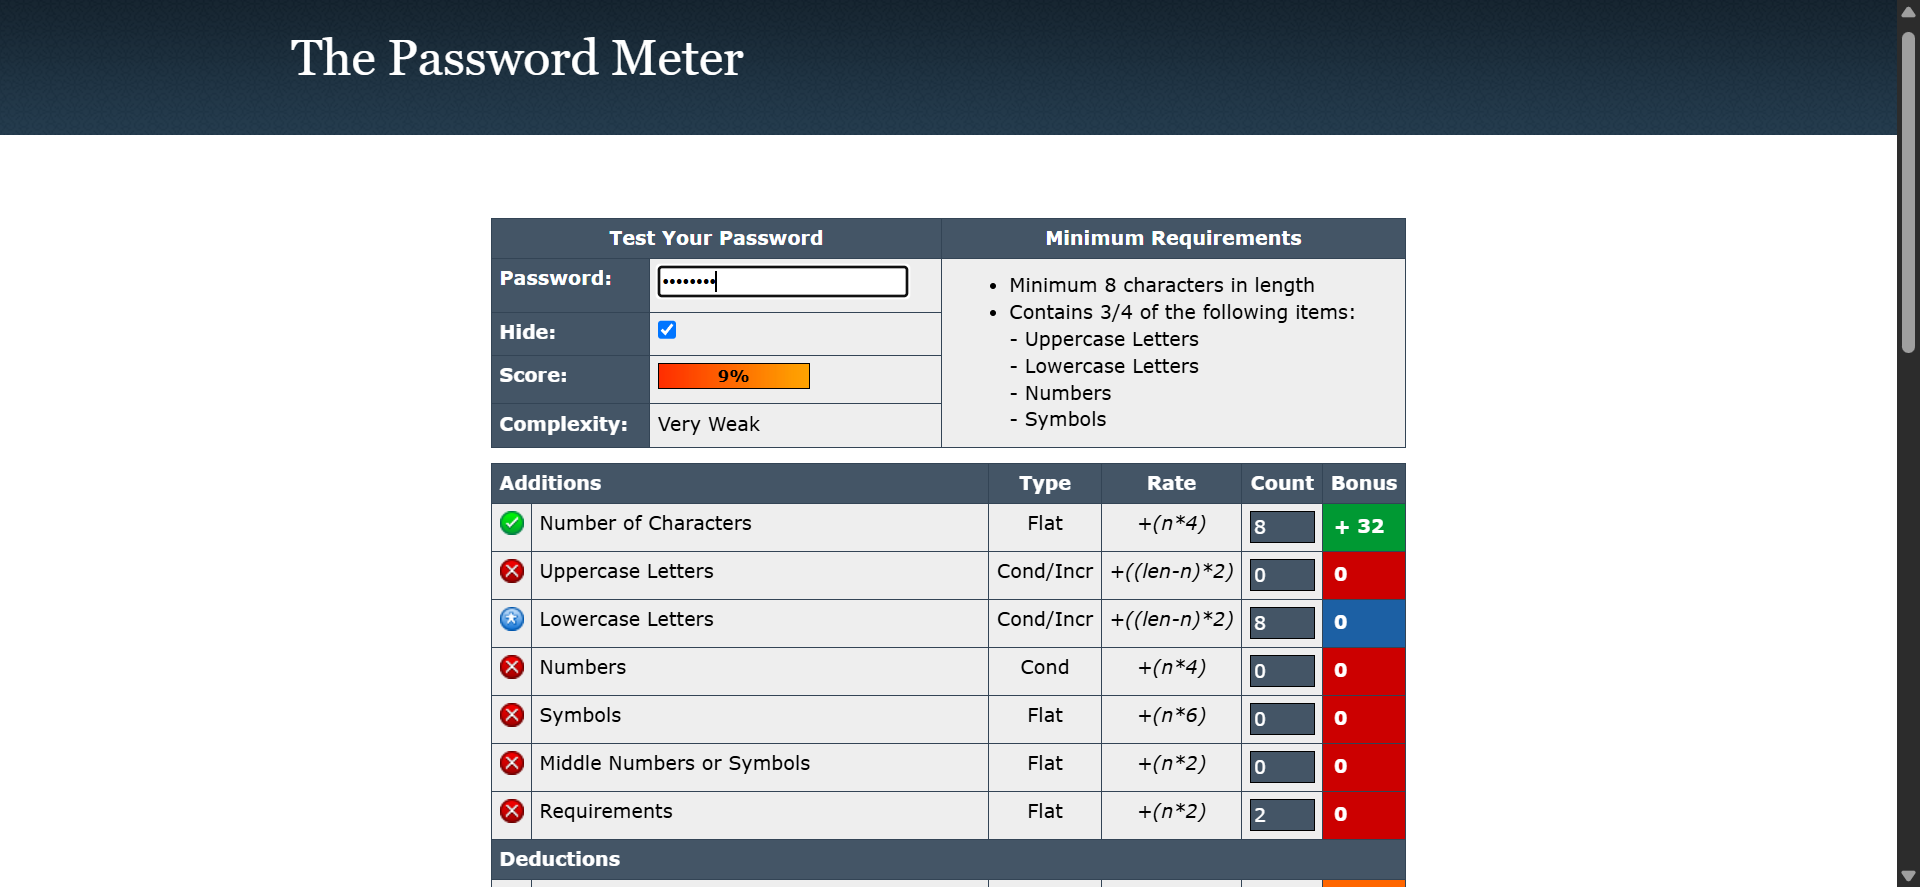 The Password Meter
Test Your Password
Minimum Requirements
Password:
••••••••
Hide:
Score:
9%
Complexity:
Very Weak
• Minimum 8 characters in length
• Contains 3/4 of the following items:
- Uppercase Letters
- Lowercase Letters
- Numbers
- Symbols
Additions Type Rate Count Bonus
Number of Characters Flat +(n*4) 8 + 32
Uppercase Letters Cond/Incr +((len-n)*2) 0 0
Lowercase Letters Cond/Incr +((len-n)*2) 8 0
Numbers Cond +(n*4) 0 0
Symbols Flat +(n*6) 0 0
Middle Numbers or Symbols Flat +(n*2) 0 0
Requirements Flat +(n*2) 2 0
Deductions